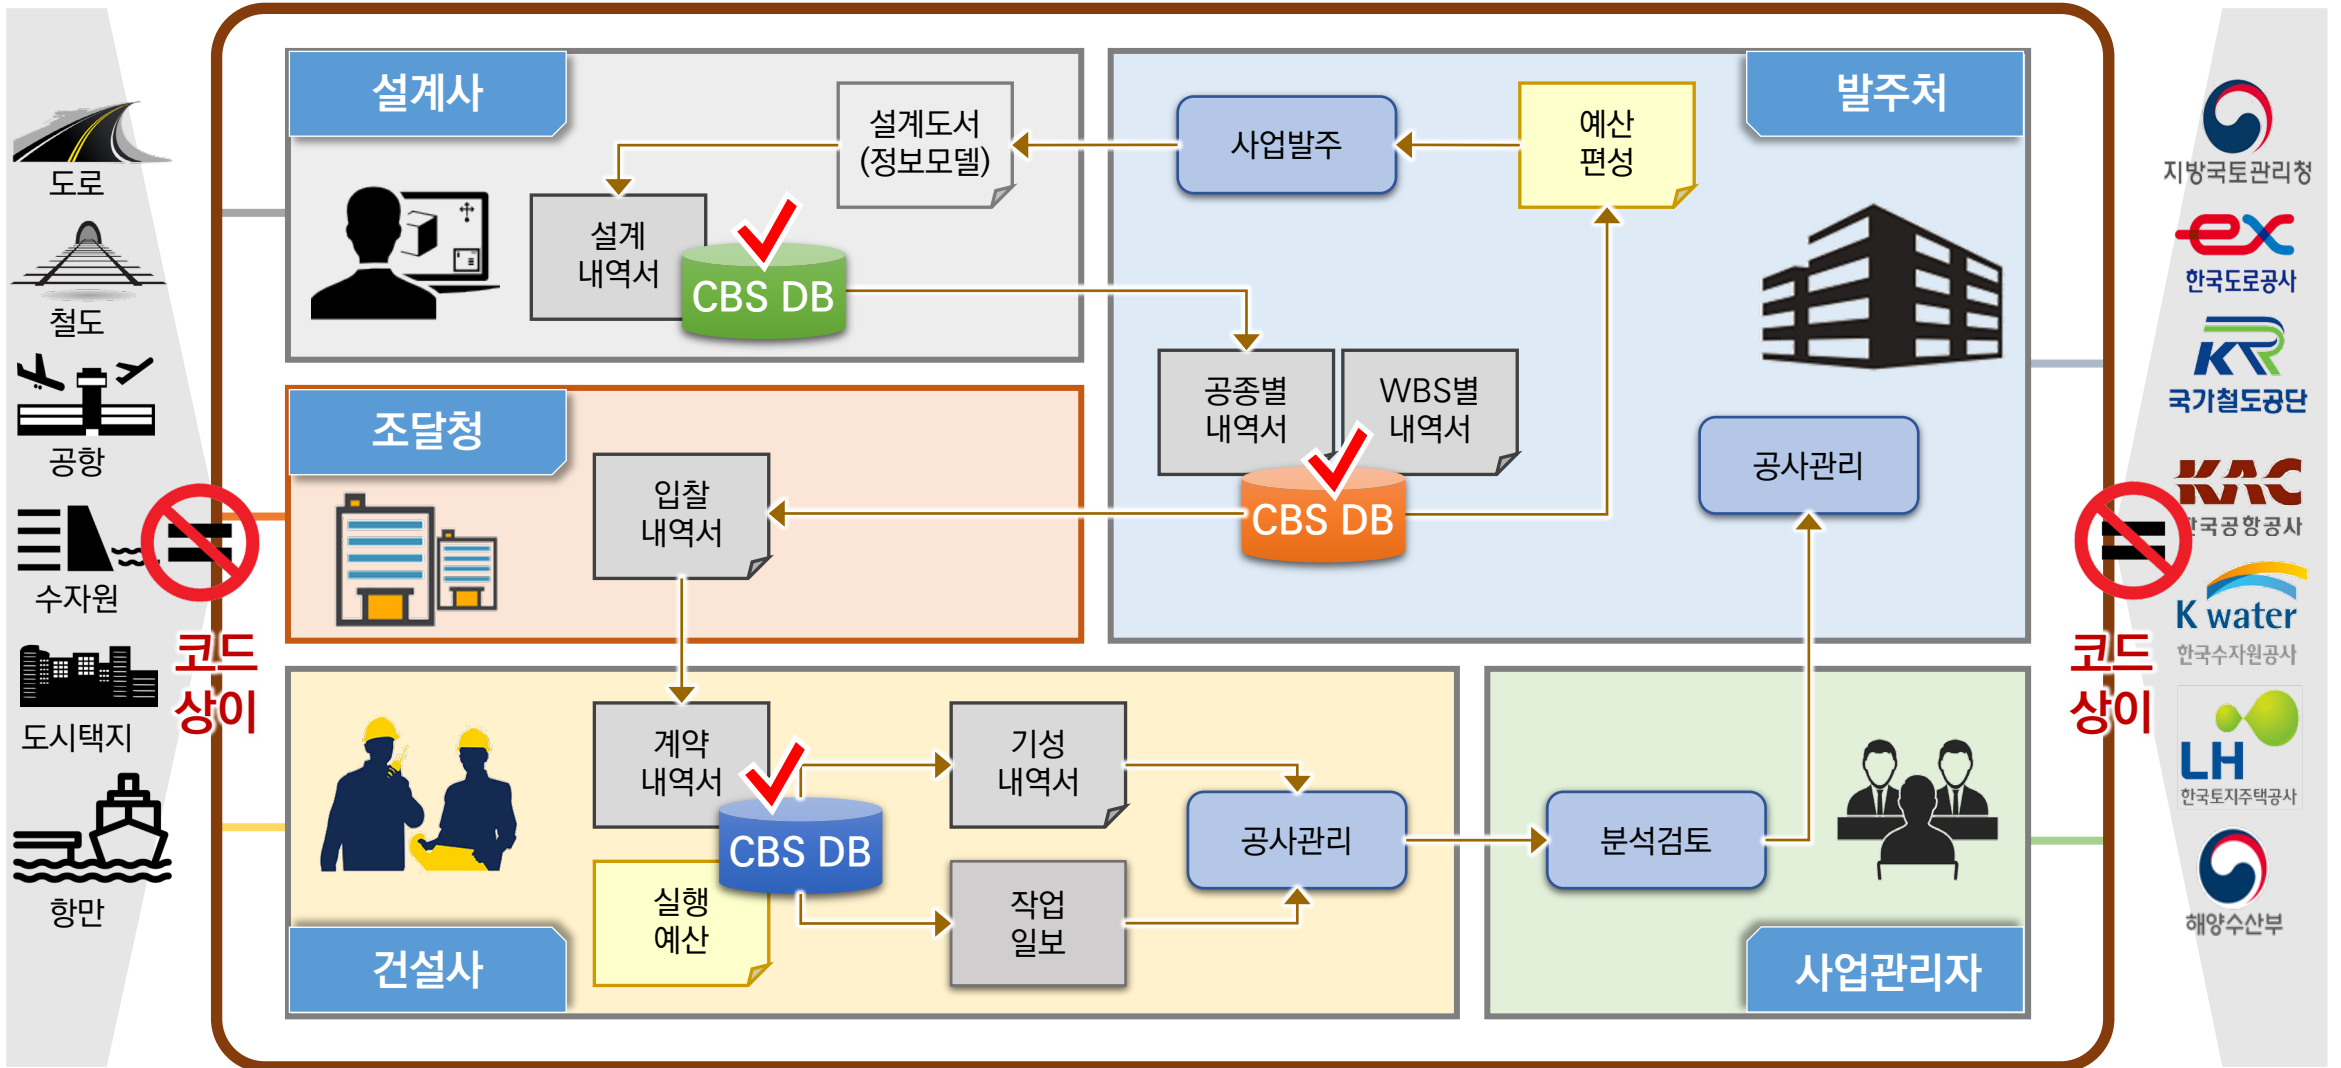 도로
철도
공항
수자원
도시택지
항만
코드
상이
설계사
설계도서
(정보모델)
설계
내역서
CBS DB
발주처
사업발주
예산
편성
공종별
내역서
WBS별
내역서
CBS DB
공사관리
조달청
입찰
내역서
건설사
계약
내역서
CBS DB
실행
예산
기성
내역서
작업
일보
공사관리
사업관리자
분석검토
코드
상이
지방국토관리청
ex
한국도로공사
KR
국가철도공단
KAC
한국공항공사
K water
한국수자원공사
LH
한국토지주택공사
해양수산부